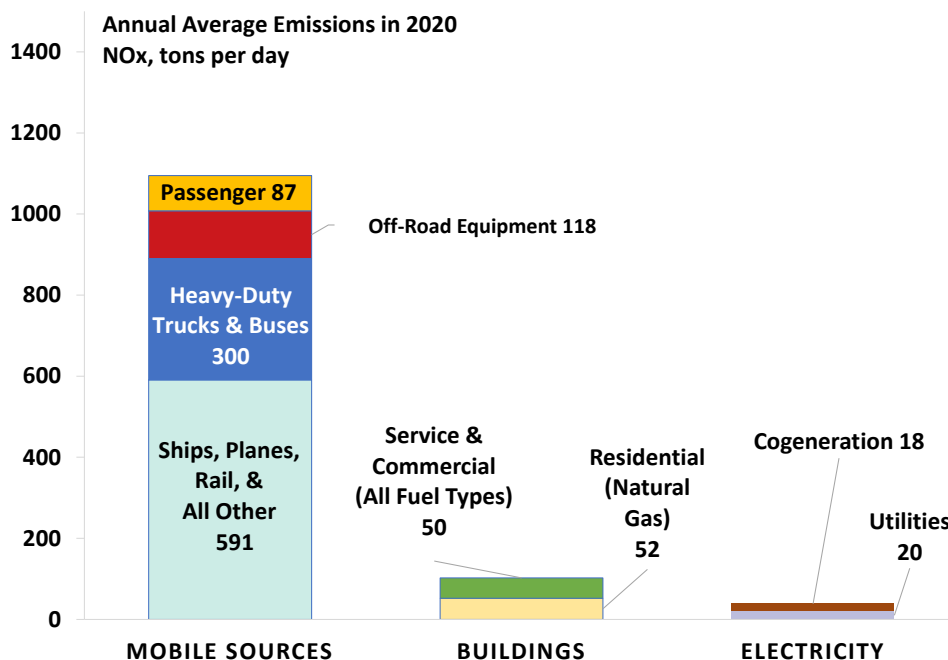 Annual Average Emissions in 2020
NOx, tons per day
1400
1200
1000
800
600
400
200
0
Passenger 87
Off-Road Equipment 118
Heavy-Duty
Trucks & Buses
300
Ships, Planes,
Rail, &
All Other
591
Service &
Commercial
(All Fuel Types)
50
Residential
(Natural
Gas)
52
Cogeneration 18
Utilities
20
MOBILE SOURCES
BUILDINGS
ELECTRICITY